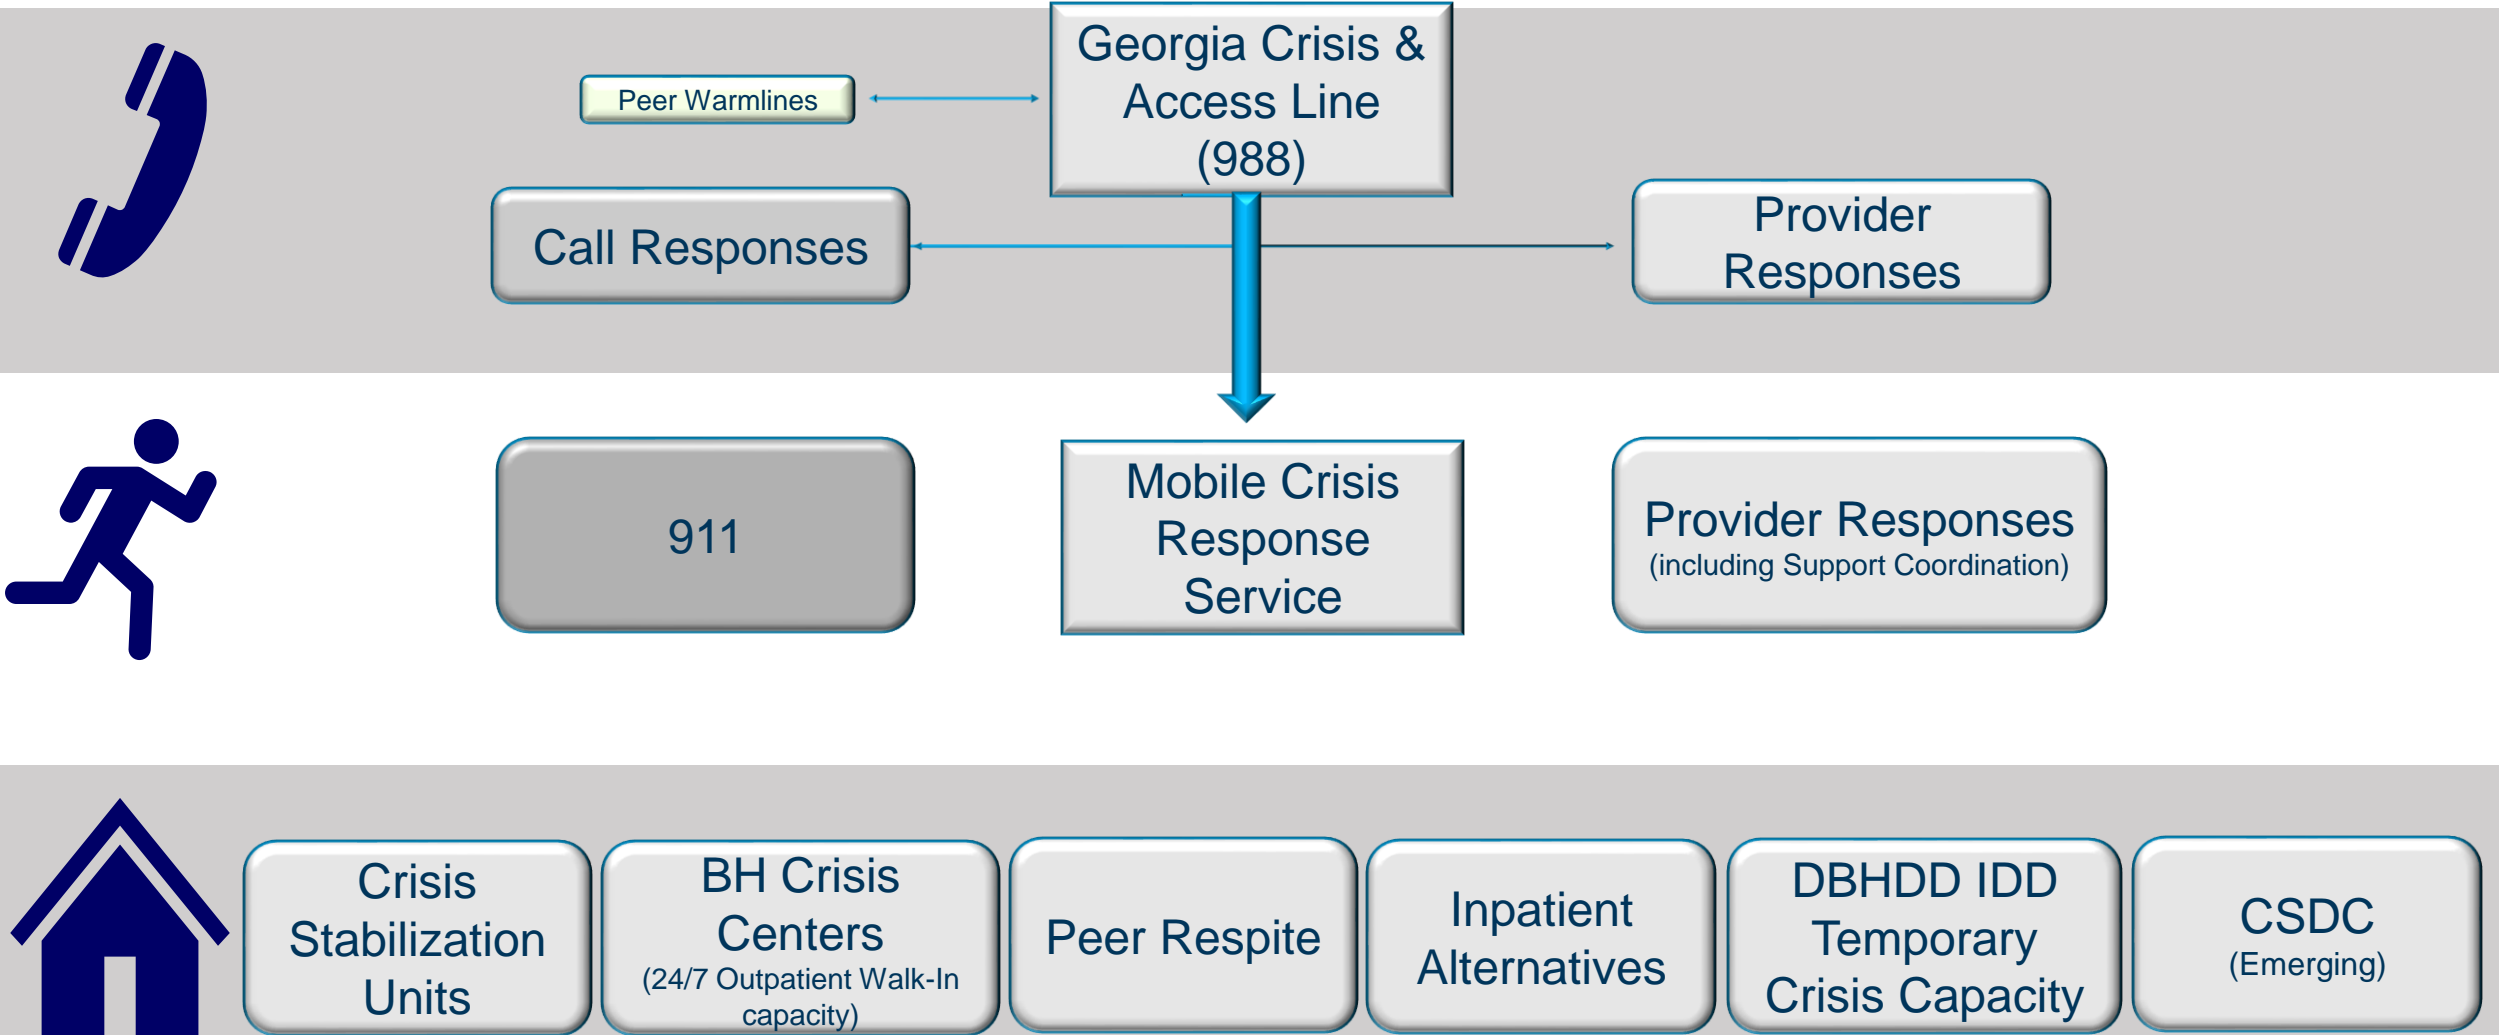 Georgia Crisis &
Access Line
(988)
Peer Warmlines
Call Responses
Provider
Responses
911
Mobile Crisis
Response
Service
Provider Responses
(including Support Coordination)
Crisis
Stabilization
Units
BH Crisis
Centers
(24/7 Outpatient Walk-In
capacity)
Peer Respite
Inpatient
Alternatives
DBHDD IDD
Temporary
Crisis Capacity
CSDC
(Emerging)